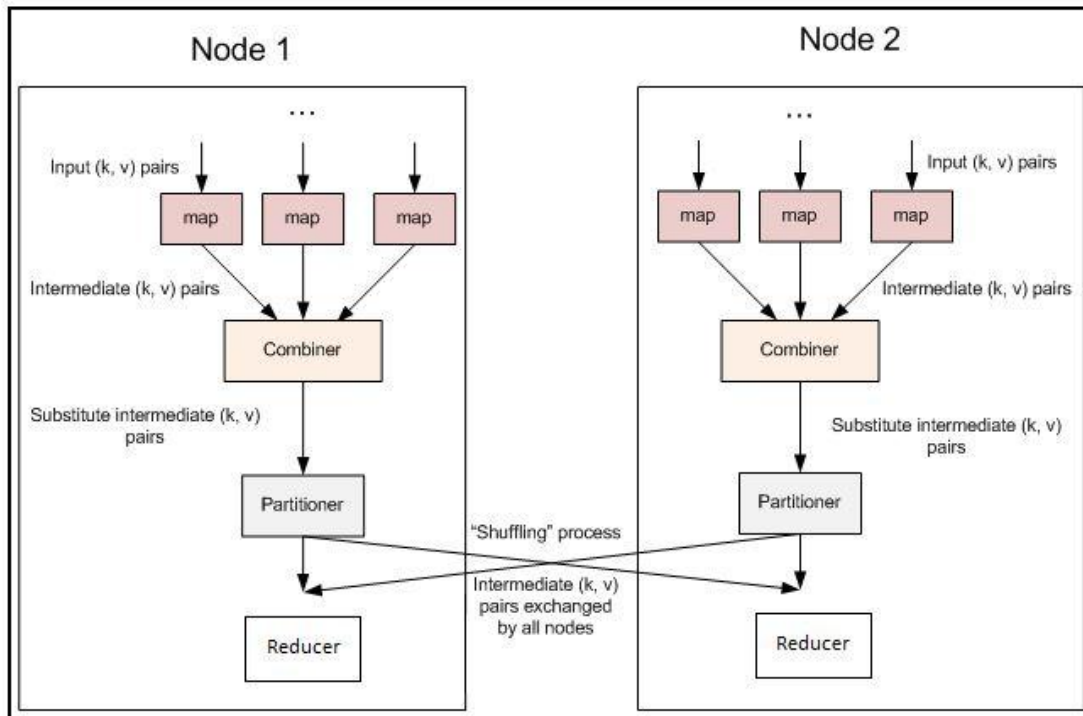 Node 1
Node 2
...
...
Input (k, v) pairs
Input (k, v) pairs
map
map
map
map
map
map
Intermediate (k, v) pairs
Intermediate (k, v) pairs
Combiner
Combiner
Substitute intermediate (k, v)
pairs
Substitute intermediate (k, v)
pairs
Partitioner
Partitioner
“Shuffling” process
Intermediate (k, v)
pairs exchanged
by all nodes
Reducer
Reducer